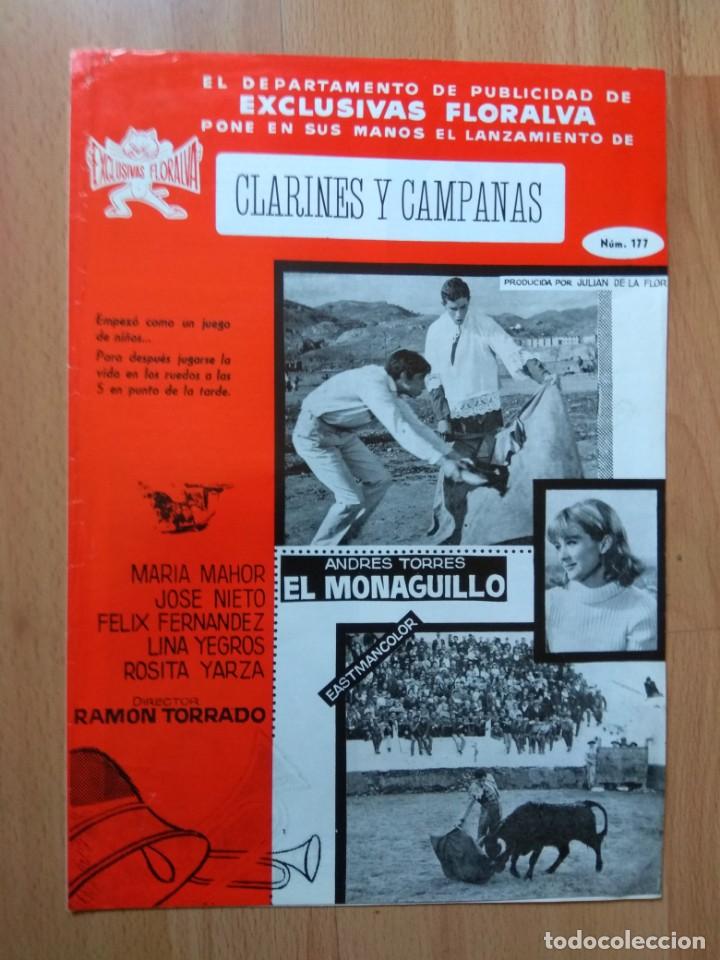 EL DEPARTAMENTO DE PUBLICIDAD DE
EXCLUSIVAS FLORALVA
PONE EN SUS MANOS EL LANZAMIENTO DE
EXCLUSIVAS FLORALVA
CLARINES Y CAMPANAS
Núm. 177
PRODUCIDA POR JULIAN DE LA FLOR
Empezó como un juego
de niños...
Para después jugarse la
vida en los ruedos a las
5 en punto de la tarde.
ANDRES TORRES
EL MONAGUILLO
MARIA MAHOR
JOSE NIETO
FELIX FERNANDEZ
LINA YEGROS
ROSITA YARZA
DIRECTOR
RAMON TORRADO
EASTMANCOLOR
todocoleccion.net